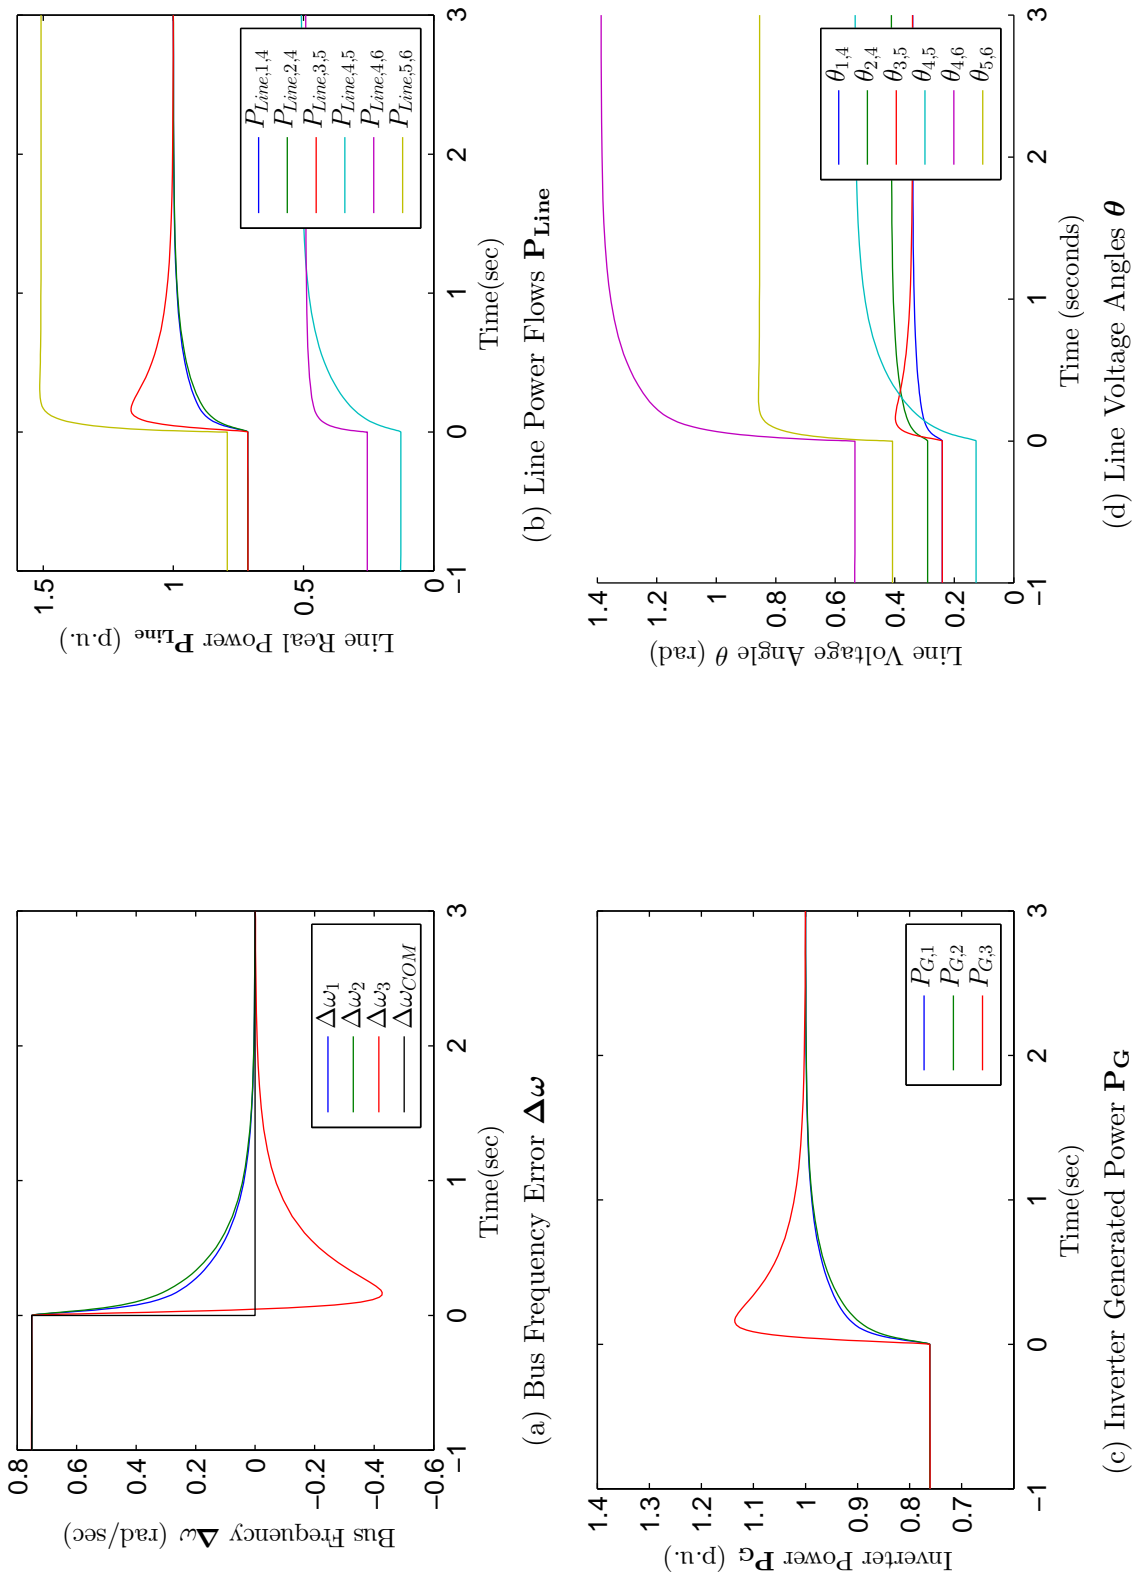 Bus Frequency Δω (rad/sec)
0.8
0.6
0.4
0.2
0
−0.2
−0.4
−0.6
−1
0
1
2
3
Time(sec)
Δω1
Δω2
Δω3
ΔωCOM
(a) Bus Frequency Error Δω
Line Real Power PLine (p.u.)
1.5
1
0.5
0
−1
0
1
2
3
Time(sec)
PLine,1,4
PLine,2,4
PLine,3,5
PLine,4,5
PLine,4,6
PLine,5,6
(b) Line Power Flows PLine
Inverter Power PG (p.u.)
1.4
1.3
1.2
1.1
1
0.9
0.8
0.7
−1
0
1
2
3
Time(sec)
PG,1
PG,2
PG,3
(c) Inverter Generated Power PG
Line Voltage Angle θ (rad)
1.4
1.2
1
0.8
0.6
0.4
0.2
0
−1
0
1
2
3
Time (seconds)
θ1,4
θ2,4
θ3,5
θ4,5
θ4,6
θ5,6
(d) Line Voltage Angles θ